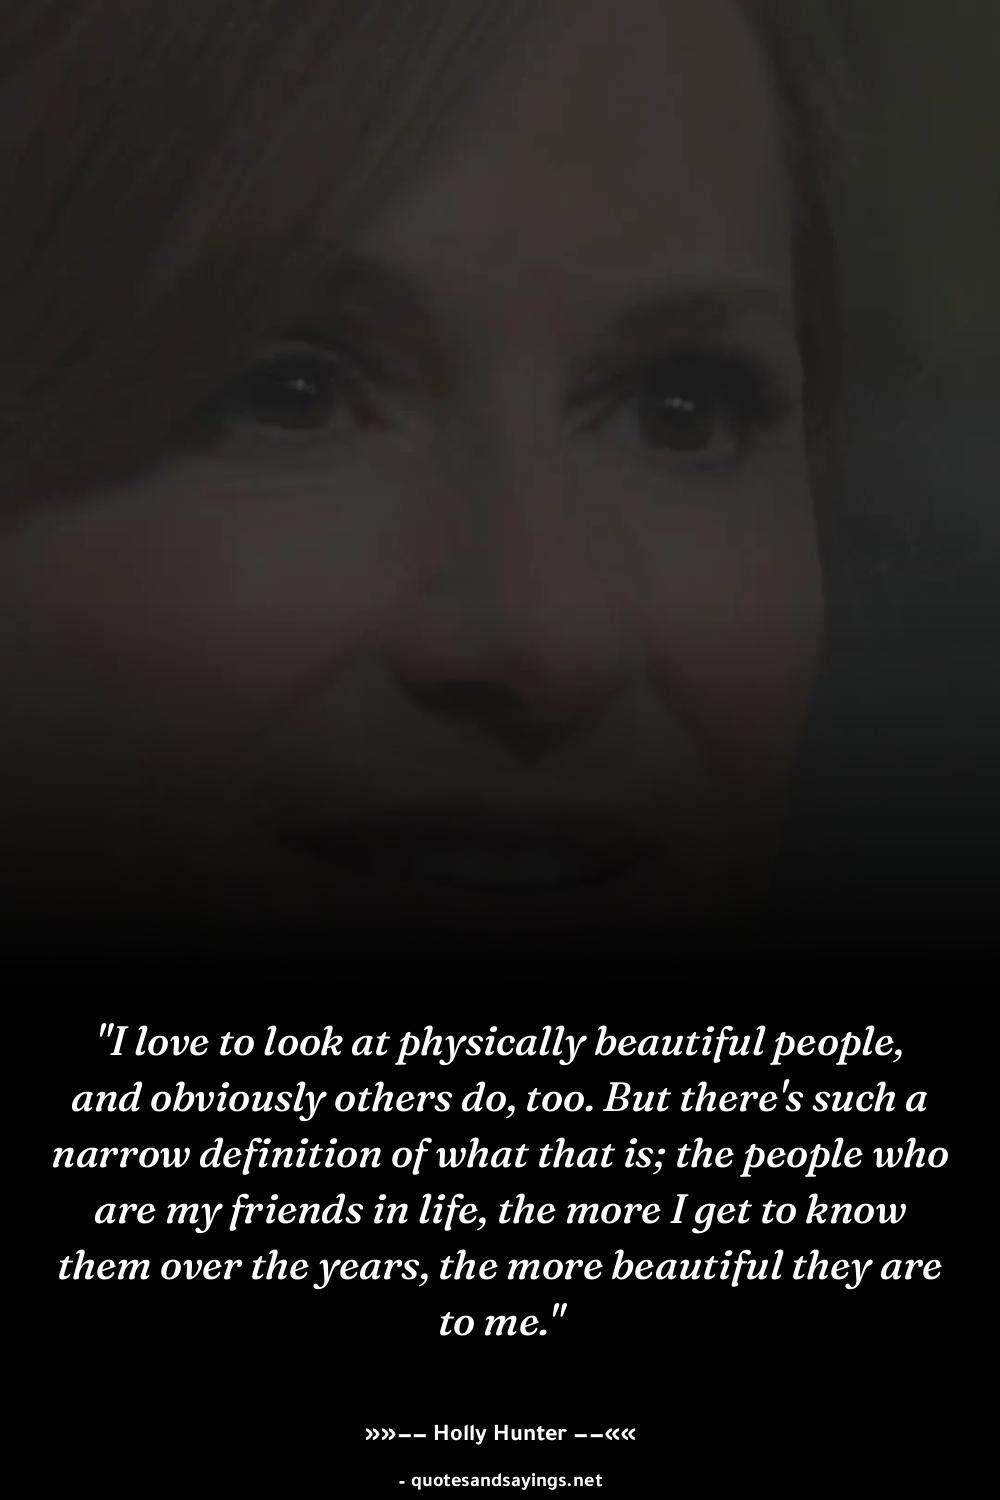 "I love to look at physically beautiful people,
and obviously others do, too. But there's such a
narrow definition of what that is; the people who
are my friends in life, the more I get to know
them over the years, the more beautiful they are
to me."
»»–– Holly Hunter ––««
- quotesandsayings.net